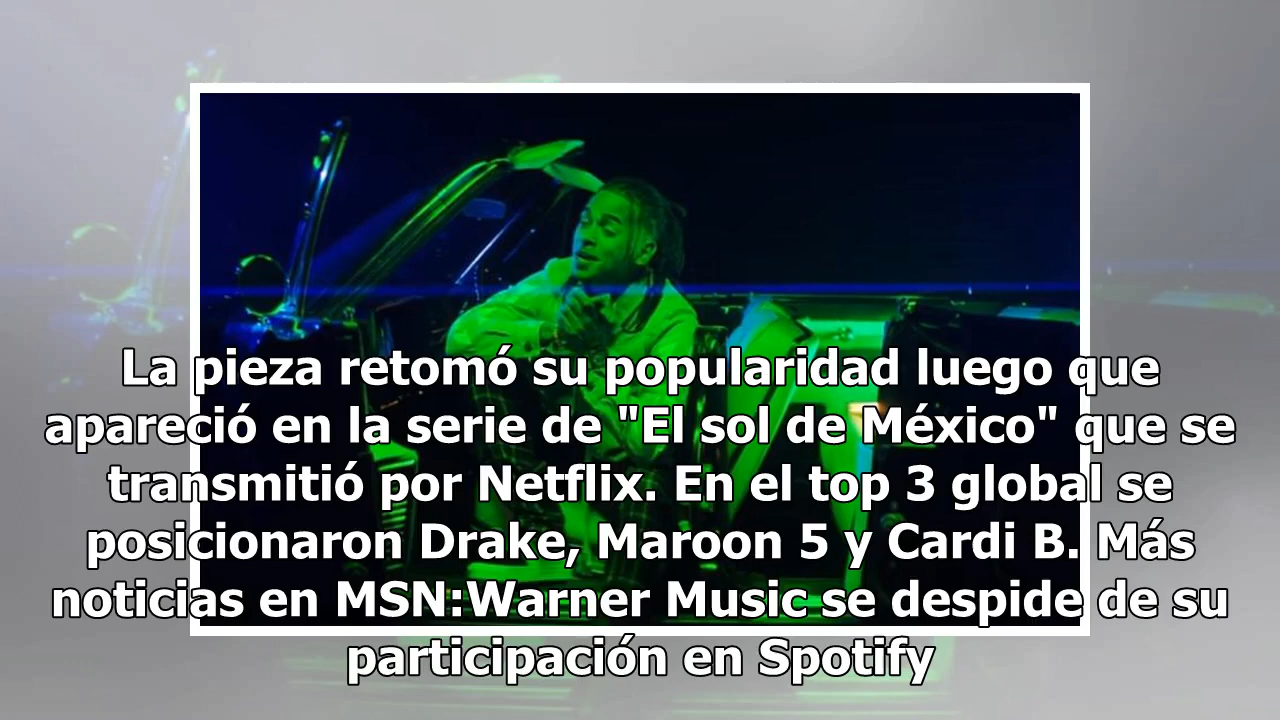 La pieza retomó su popularidad luego que
apareció en la serie de "El sol de México" que se
transmitió por Netflix. En el top 3 global se
posicionaron Drake, Maroon 5 y Cardi B. Más
noticias en MSN:Warner Music se despide de su
participación en Spotify